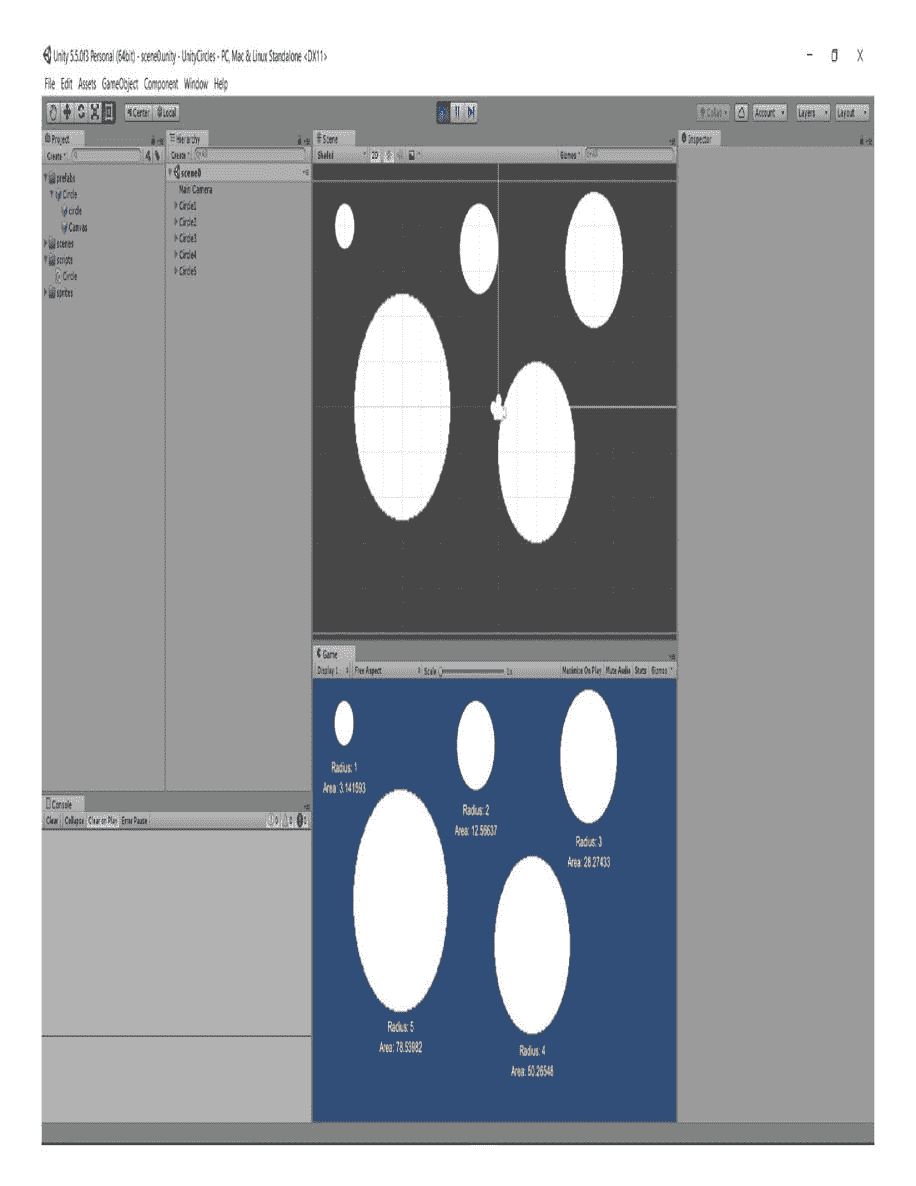 Unity 5.5.0f3 Personal (64bit) - scene0.unity - UnityCircles - PC, Mac & Linux Standalone <DX11>
File Edit Assets GameObject Component Window Help
Center Local
Collab Account Layers Layout
Project
Create
prefabs
Circle
circle
Canvas
scenes
scripts
Circle
sprites
Hierarchy
Create
scene0
Main Camera
Circle1
Circle2
Circle3
Circle4
Circle5
Scene
Shaded 2D Gizmos
Inspector
Game
Display 1 Free Aspect Scale 1x Maximize On Play Mute Audio Stats Gizmos
Radius: 1
Area: 3.141593
Radius: 2
Area: 12.56637
Radius: 3
Area: 28.27433
Radius: 5
Area: 78.53982
Radius: 4
Area: 50.26548
Console
Clear Collapse Clear on Play Error Pause